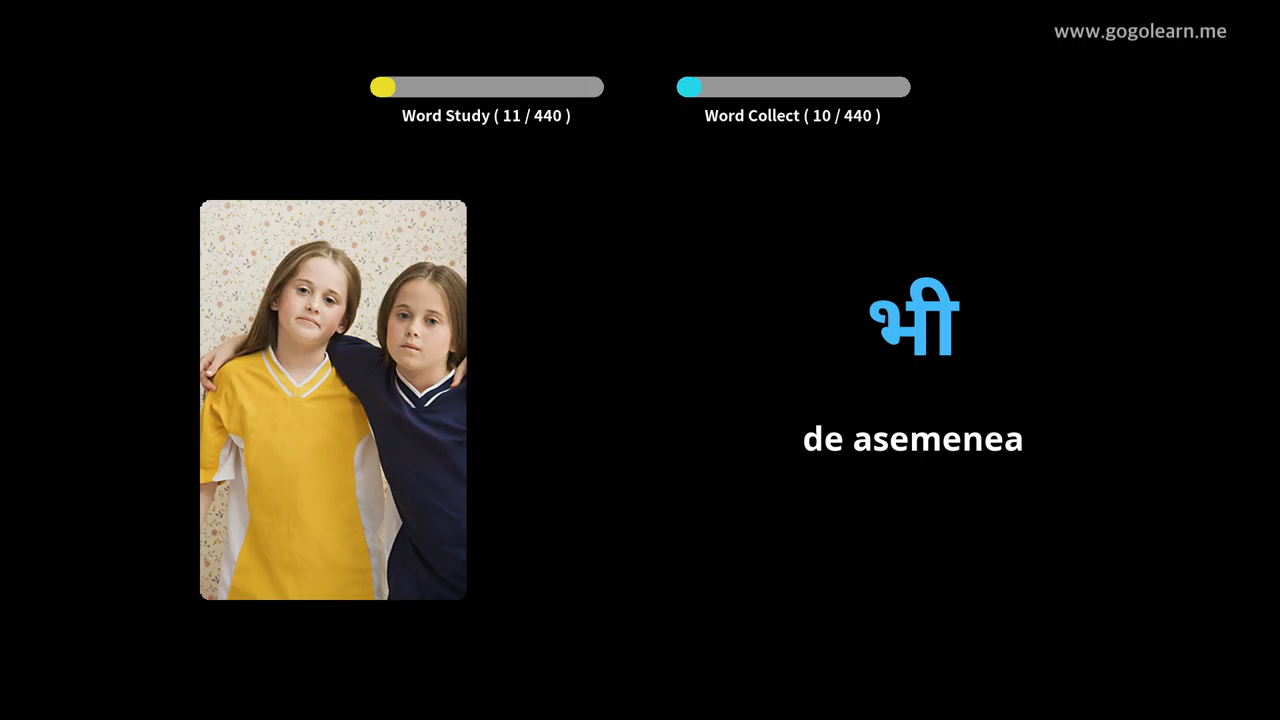 www.gogolearn.me
Word Study ( 11 / 440 )
Word Collect ( 10 / 440 )
भी
de asemenea